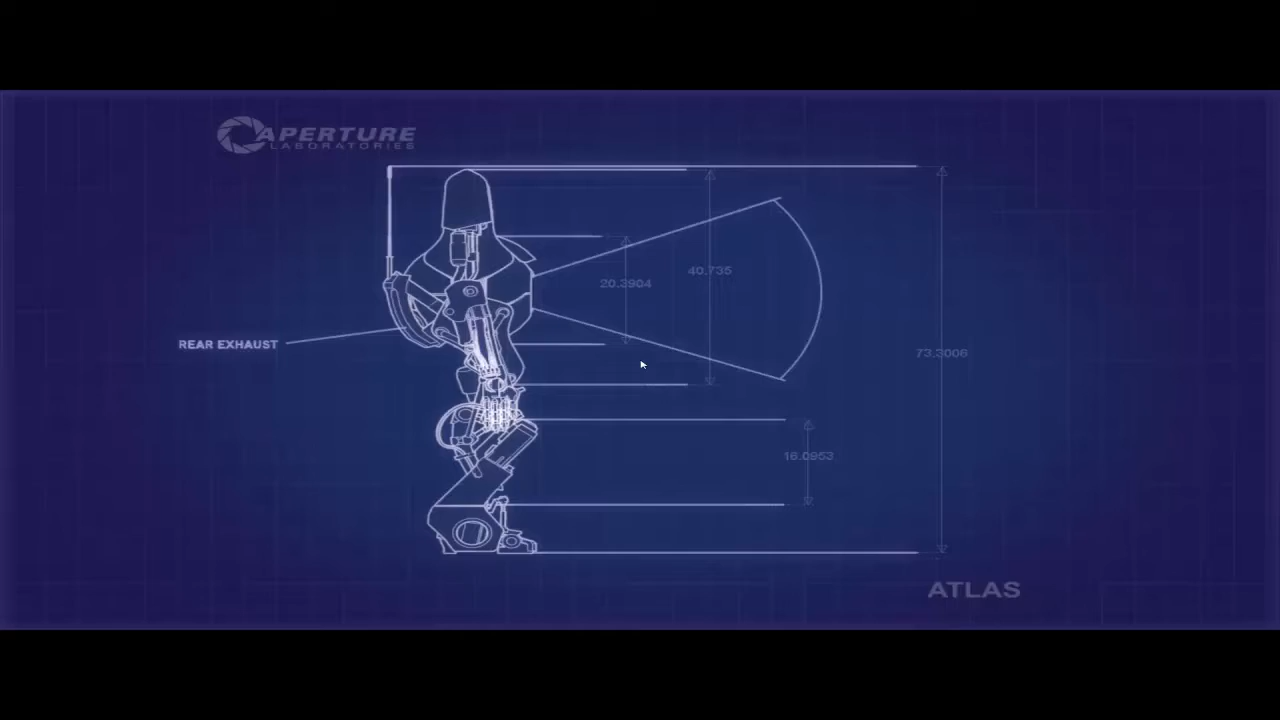 APERTURE
LABORATORIES
40.735
20.3904
REAR EXHAUST
73.3006
16.0953
ATLAS